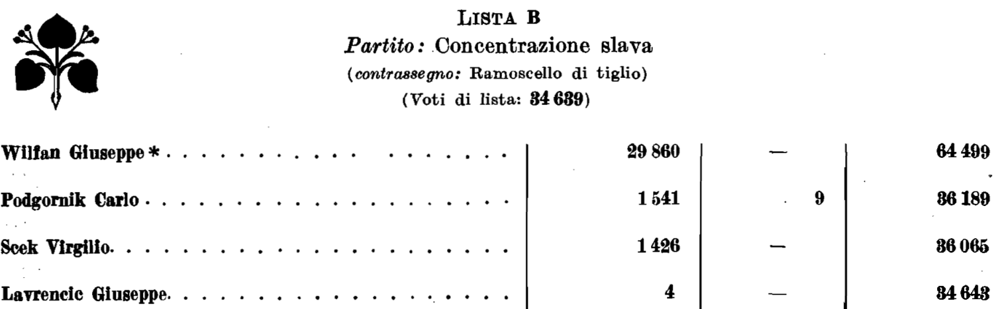 LISTA B
Partito: Concentrazione slava
(contrassegno: Ramoscello di tiglio)
(Voti di lista: 34 639)
Wilfan Giuseppe * . . . . . . . . . . . . . . . . . . . 29 860 — 64 499
Podgornik Carlo . . . . . . . . . . . . . . . . . . . . 1 541 9 36 189
Scek Virgilio. . . . . . . . . . . . . . . . . . . . . . 1 426 — 36 065
Lavrencic Giuseppe. . . . . . . . . . . . . . . . . . . 4 — 34 643